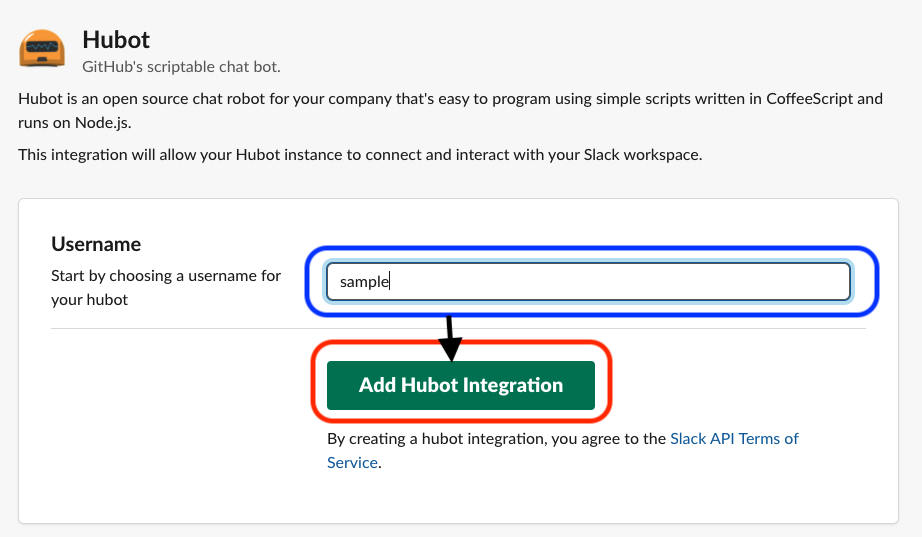 Hubot
GitHub's scriptable chat bot.
Hubot is an open source chat robot for your company that's easy to program using simple scripts written in CoffeeScript and
runs on Node.js.
This integration will allow your Hubot instance to connect and interact with your Slack workspace.
Username
Start by choosing a username for
your hubot
sample
Add Hubot Integration
By creating a hubot integration, you agree to the Slack API Terms of
Service.